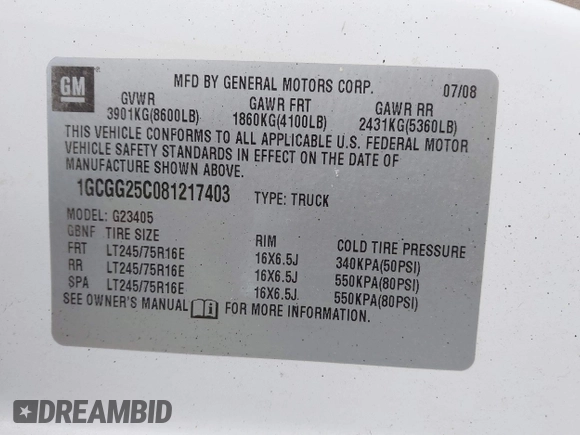 GM
MFD BY GENERAL MOTORS CORP. 07/08
GVWR GAWR FRT GAWR RR
3901KG(8600LB) 1860KG(4100LB) 2431KG(5360LB)
THIS VEHICLE CONFORMS TO ALL APPLICABLE U.S. FEDERAL MOTOR
VEHICLE SAFETY STANDARDS IN EFFECT ON THE DATE OF
MANUFACTURE SHOWN ABOVE.
1GCGG25C081217403 TYPE: TRUCK
MODEL: G23405
GBNF TIRE SIZE RIM COLD TIRE PRESSURE
FRT LT245/75R16E 16X6.5J 340KPA(50PSI)
RR LT245/75R16E 16X6.5J 550KPA(80PSI)
SPA LT245/75R16E 16X6.5J 550KPA(80PSI)
SEE OWNER'S MANUAL FOR MORE INFORMATION.
DREAMBID